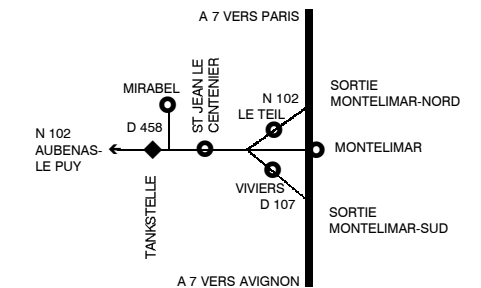 A 7 VERS PARIS
SORTIE
MONTELIMAR-NORD
MIRABEL
ST JEAN LE
CENTENIER
N 102
LE TEIL
D 458
N 102
AUBENAS-
LE PUY
MONTELIMAR
TANKSTELLE
VIVIERS
D 107
SORTIE
MONTELIMAR-SUD
A 7 VERS AVIGNON